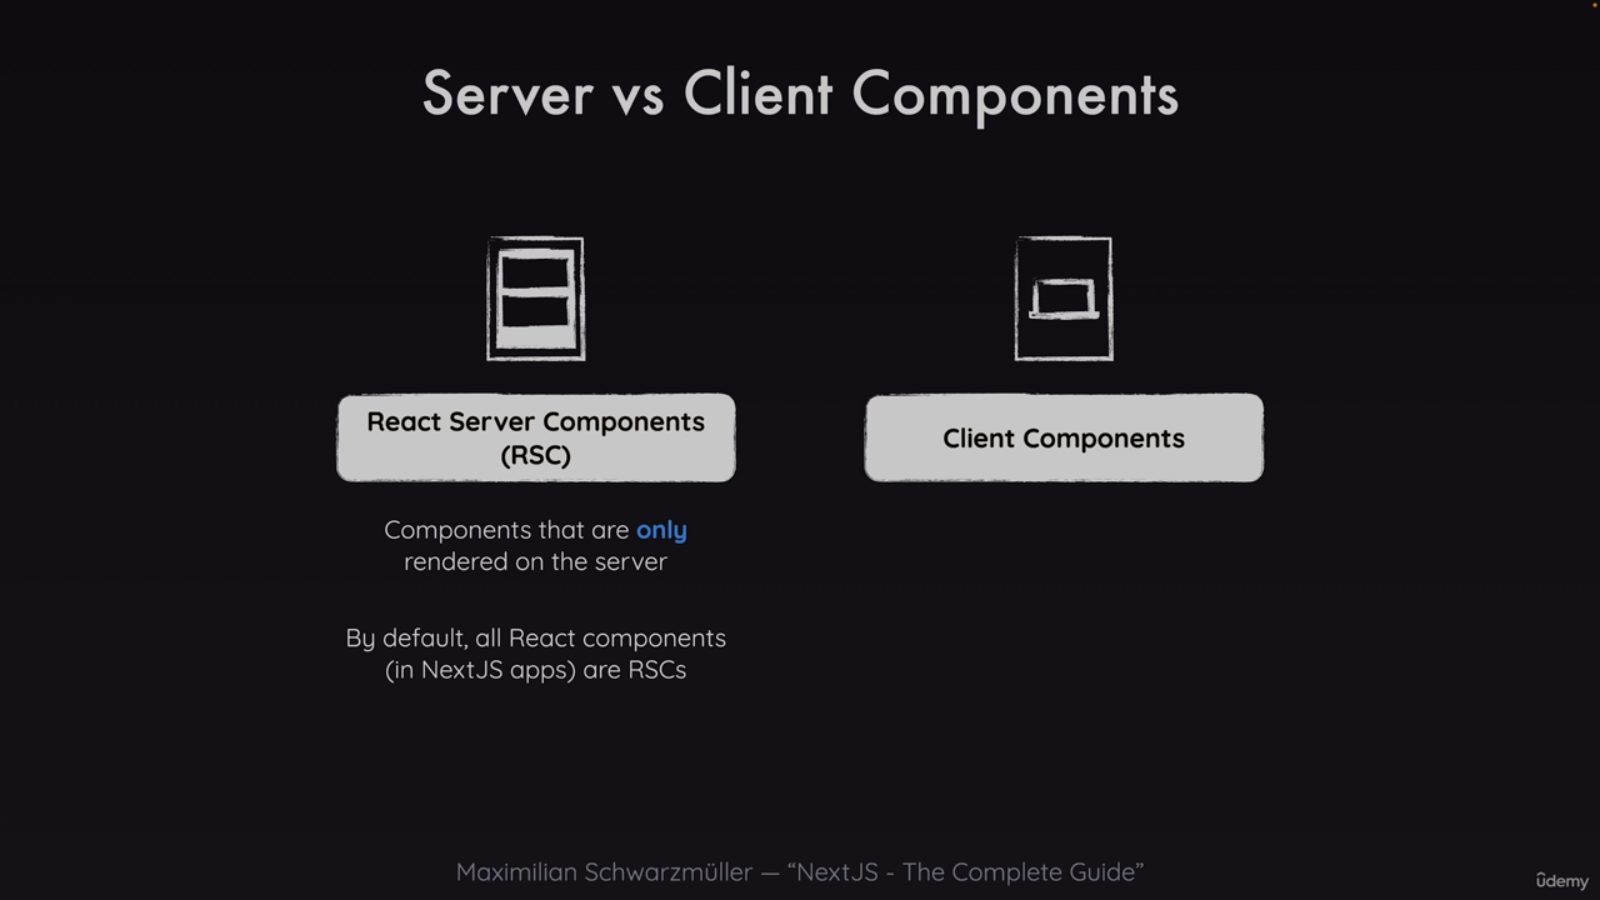 Server vs Client Components
React Server Components
(RSC)
Components that are only
rendered on the server
By default, all React components
(in NextJS apps) are RSCs
Client Components
Maximilian Schwarzmüller — “NextJS - The Complete Guide”
ûdemy